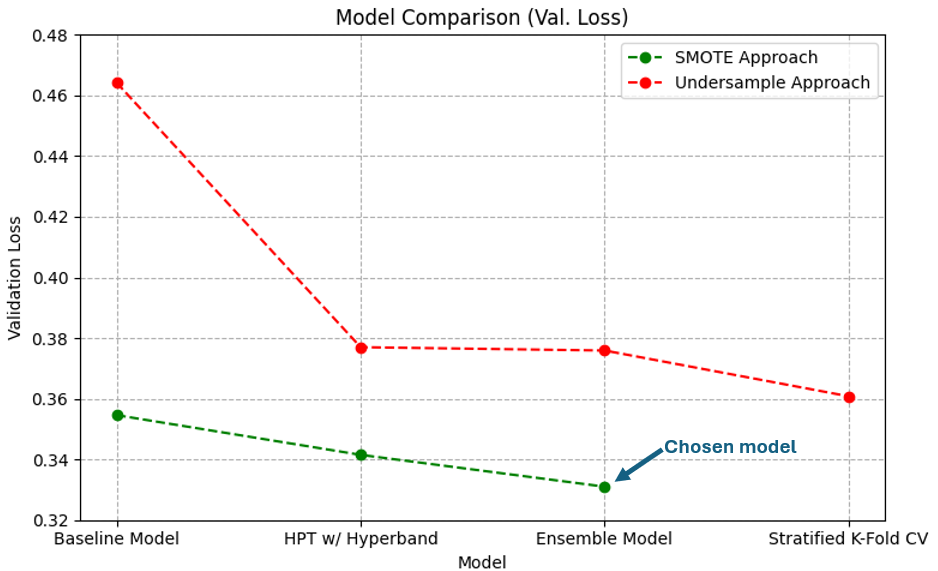 Model Comparison (Val. Loss)
SMOTE Approach
Undersample Approach
Validation Loss
0.48
0.46
0.44
0.42
0.40
0.38
0.36
0.34
0.32
Chosen model
Baseline Model
HPT w/ Hyperband
Ensemble Model
Stratified K-Fold CV
Model